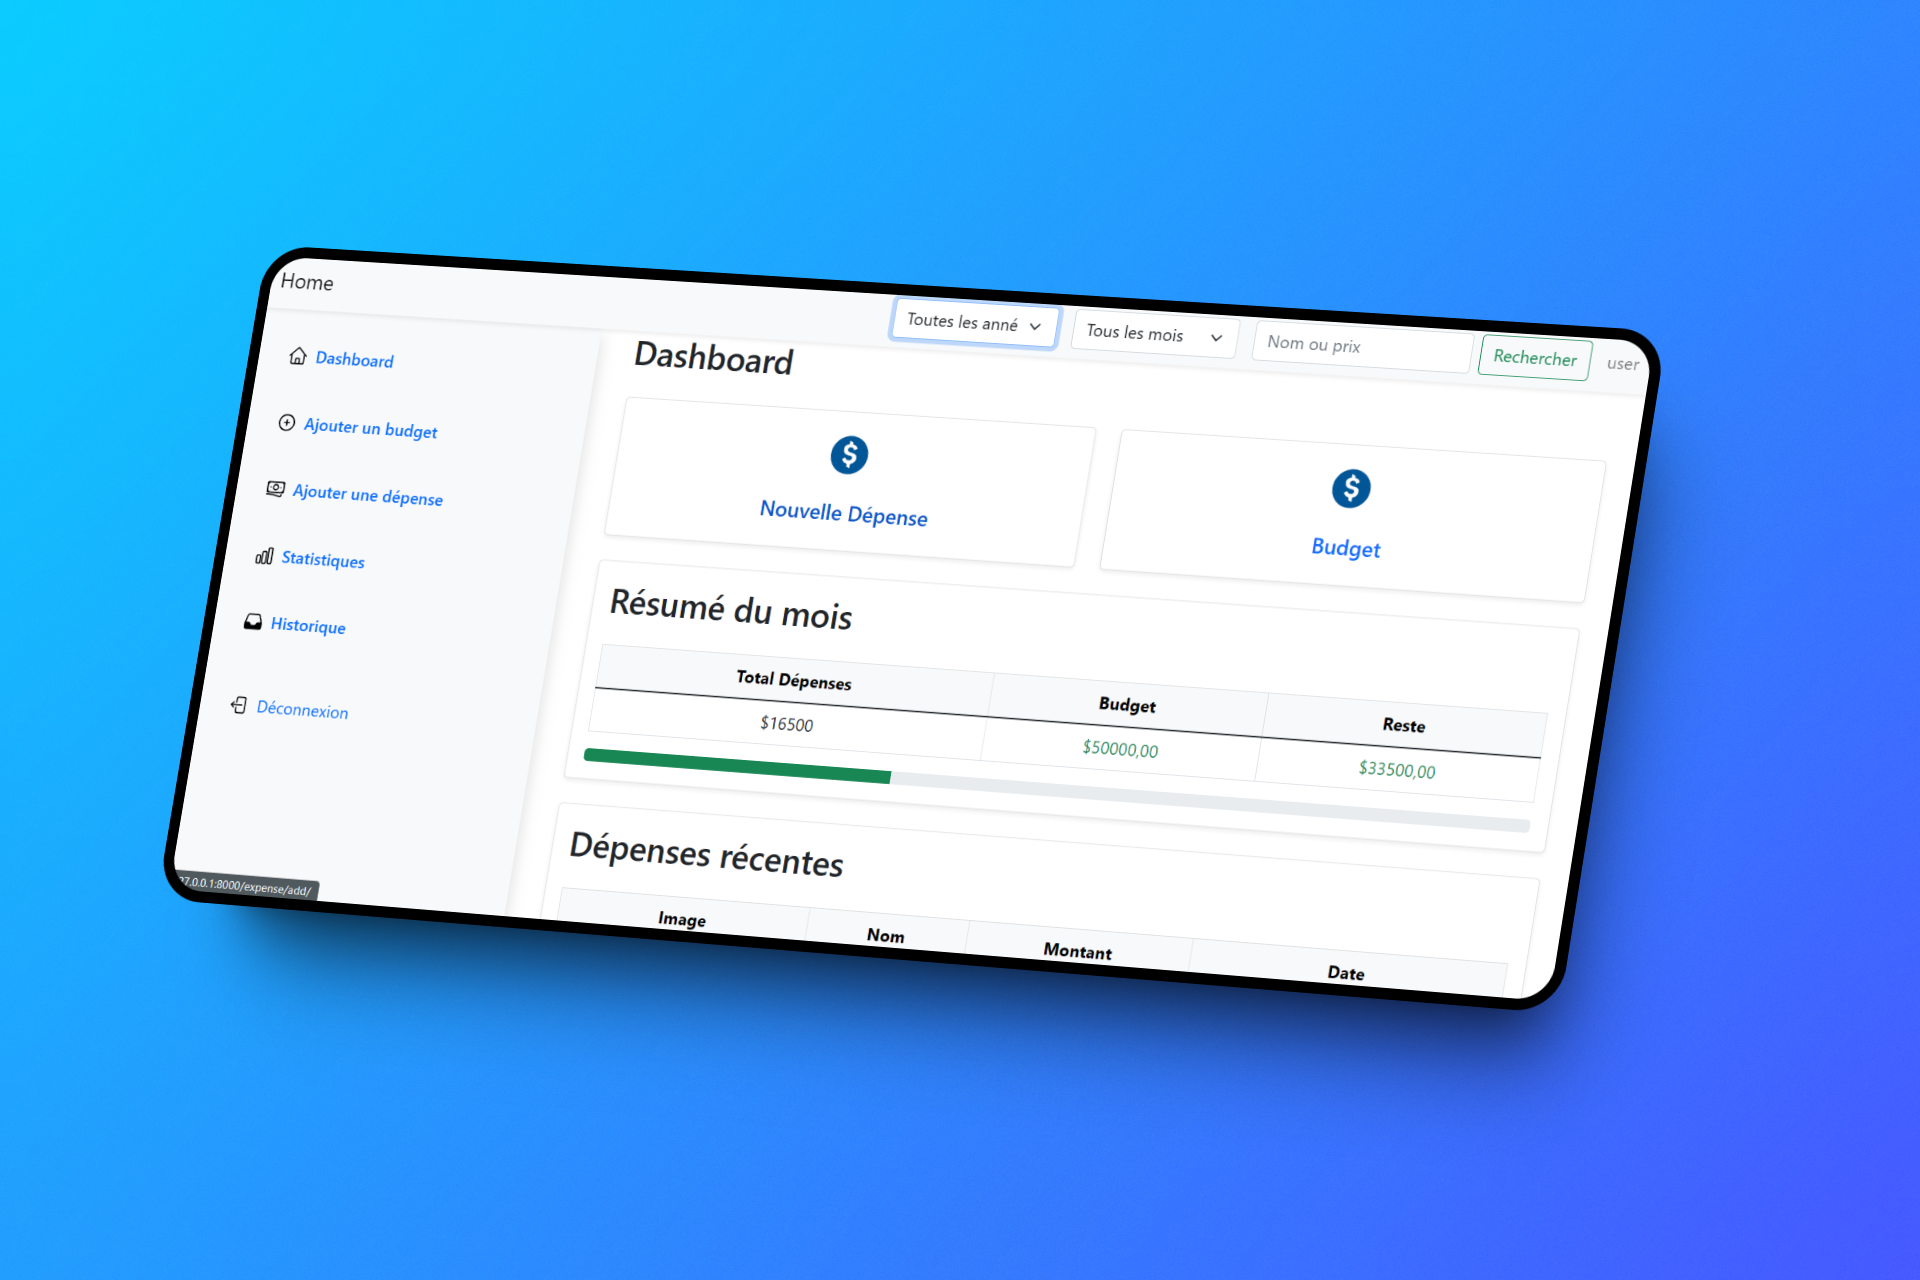 Home
Toutes les anné
Tous les mois
Nom ou prix
Rechercher
user
Dashboard
Ajouter un budget
Ajouter une dépense
Statistiques
Historique
Déconnexion
Dashboard
Nouvelle Dépense
Budget
Résumé du mois
Total Dépenses Budget Reste
$16500 $50000,00 $33500,00
Dépenses récentes
Image Nom Montant Date
27.0.0.1:8000/expense/add/